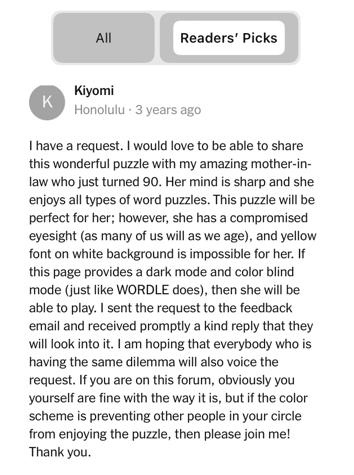 All
Readers' Picks
K
Kiyomi
Honolulu · 3 years ago
I have a request. I would love to be able to share
this wonderful puzzle with my amazing mother-in-
law who just turned 90. Her mind is sharp and she
enjoys all types of word puzzles. This puzzle will be
perfect for her; however, she has a compromised
eyesight (as many of us will as we age), and yellow
font on white background is impossible for her. If
this page provides a dark mode and color blind
mode (just like WORDLE does), then she will be
able to play. I sent the request to the feedback
email and received promptly a kind reply that they
will look into it. I am hoping that everybody who is
having the same dilemma will also voice the
request. If you are on this forum, obviously you
yourself are fine with the way it is, but if the color
scheme is preventing other people in your circle
from enjoying the puzzle, then please join me!
Thank you.